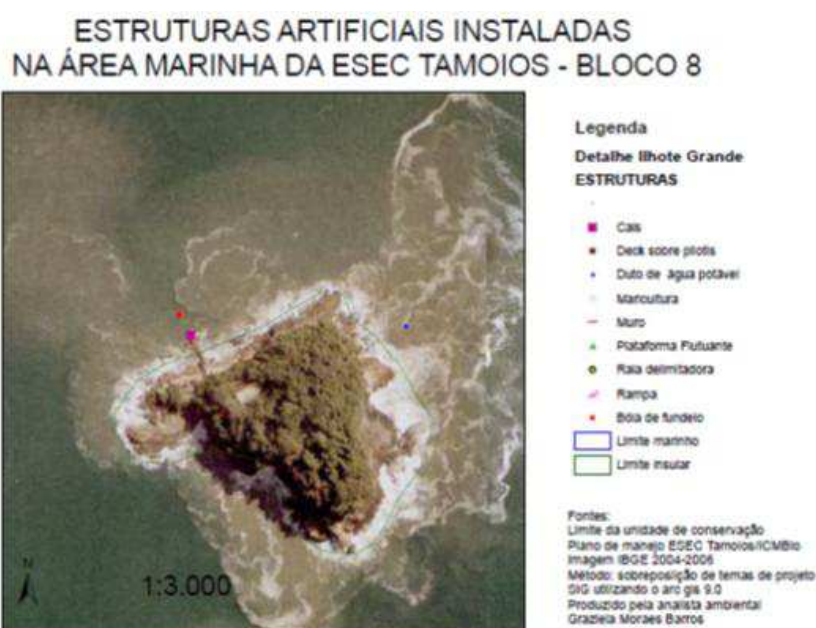 ESTRUTURAS ARTIFICIAIS INSTALADAS
NA ÁREA MARINHA DA ESEC TAMOIOS - BLOCO 8
N
1:3.000
Legenda
Detalhe Ilhote Grande
ESTRUTURAS
Cais
Deck sobre pilotis
Duto de água potável
Maricultura
Muro
Plataforma Flutuante
Raia delimitadora
Rampa
Bóia de fundeio
Limite marinho
Limite insular
Fontes:
Limite da unidade de conservação
Plano de manejo ESEC Tamoios/ICMBio
Imagem IBGE 2004-2006
Método: sobreposição de temas de projeto
SIG utilizando o arc gis 9.0
Produzido pela analista ambiental
Graziela Moraes Barros